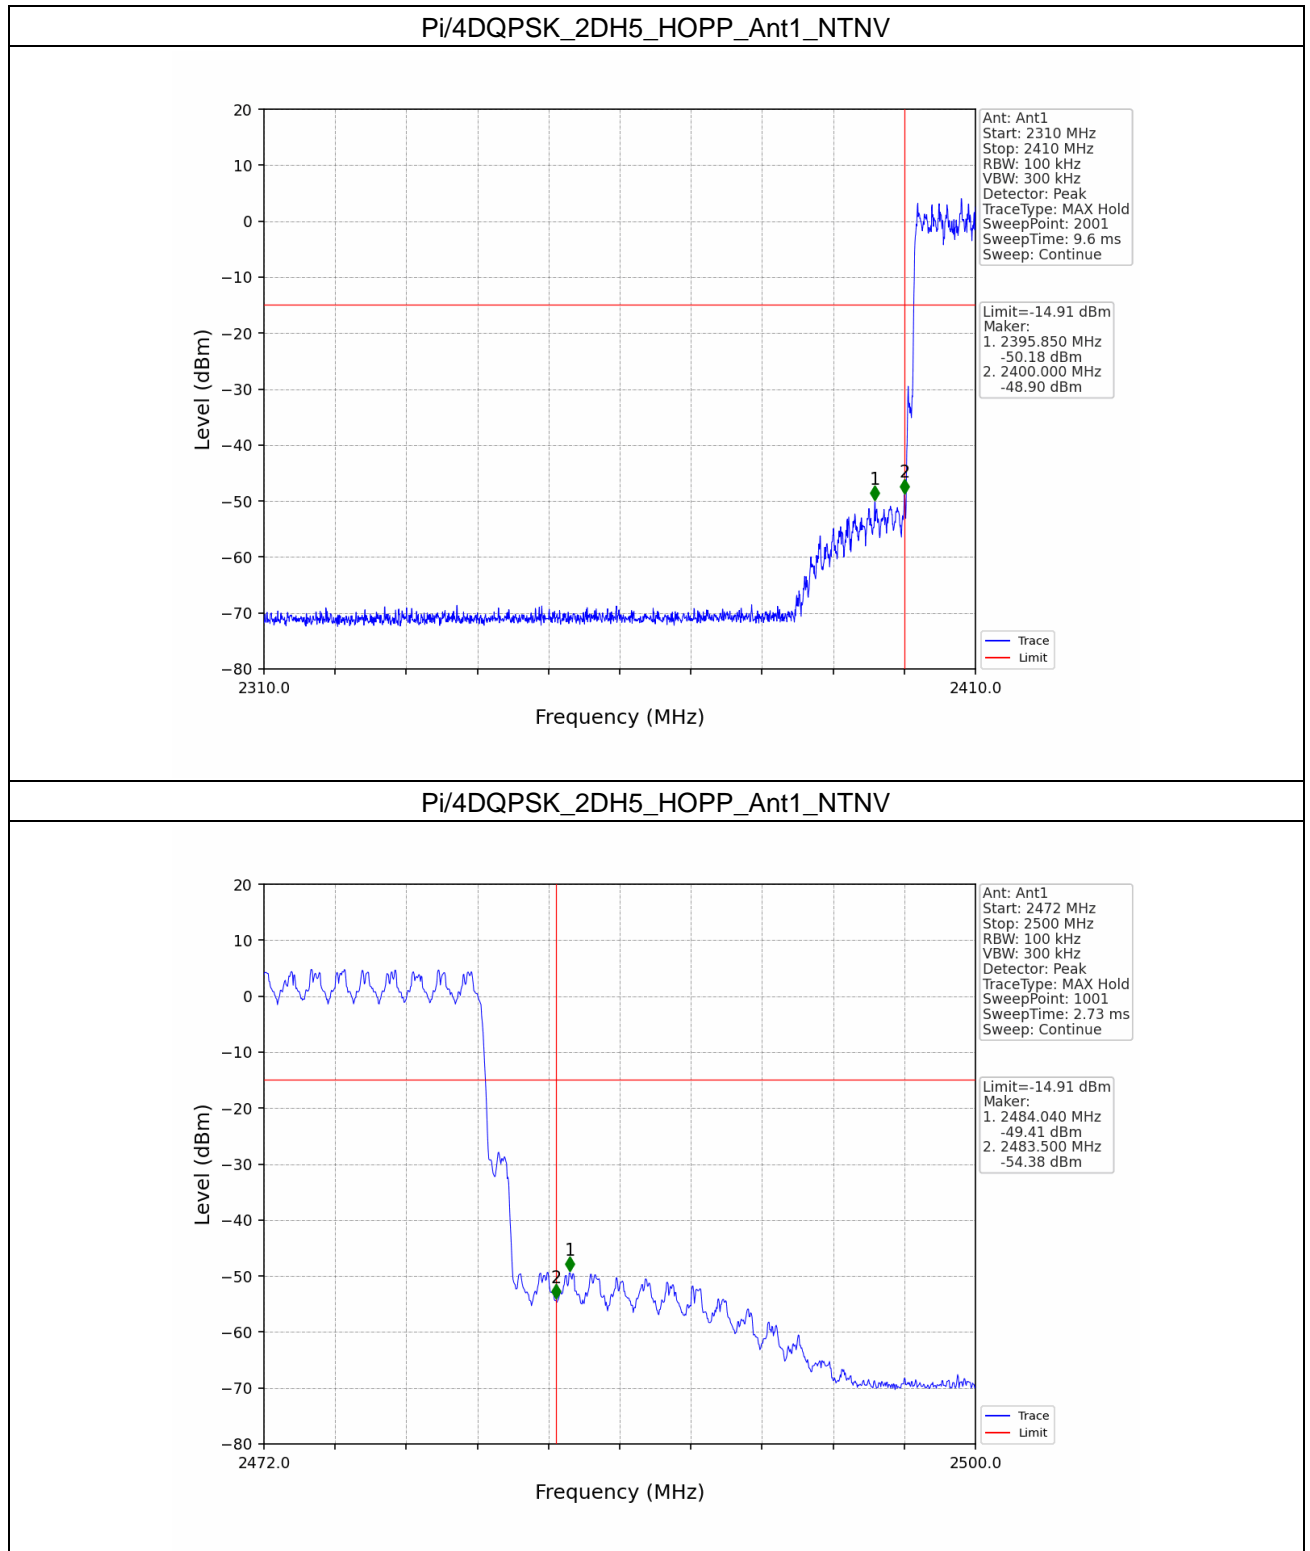 Pi/4DQPSK_2DH5_HOPP_Ant1_NTNV
20
10
0
−10
−20
−30
−40
−50
−60
−70
−80
Level (dBm)
2310.0
2410.0
Frequency (MHz)
1
2
Ant: Ant1
Start: 2310 MHz
Stop: 2410 MHz
RBW: 100 kHz
VBW: 300 kHz
Detector: Peak
TraceType: MAX Hold
SweepPoint: 2001
SweepTime: 9.6 ms
Sweep: Continue
Limit=-14.91 dBm
Maker:
1. 2395.850 MHz
-50.18 dBm
2. 2400.000 MHz
-48.90 dBm
Trace
Limit
Pi/4DQPSK_2DH5_HOPP_Ant1_NTNV
20
10
0
−10
−20
−30
−40
−50
−60
−70
−80
Level (dBm)
2472.0
2500.0
Frequency (MHz)
1
2
Ant: Ant1
Start: 2472 MHz
Stop: 2500 MHz
RBW: 100 kHz
VBW: 300 kHz
Detector: Peak
TraceType: MAX Hold
SweepPoint: 1001
SweepTime: 2.73 ms
Sweep: Continue
Limit=-14.91 dBm
Maker:
1. 2484.040 MHz
-49.41 dBm
2. 2483.500 MHz
-54.38 dBm
Trace
Limit